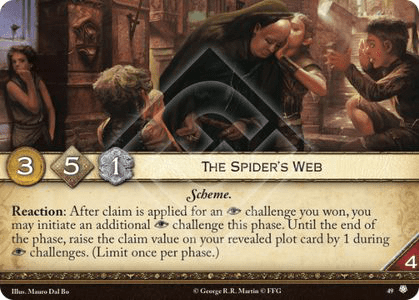 3 5 1 The Spider's Web
Scheme.
Reaction: After claim is applied for an challenge you won, you
may initiate an additional challenge this phase. Until the end of
the phase, raise the claim value on your revealed plot card by 1 during
challenges. (Limit once per phase.)
4
Illus. Mauro Dal Bo © George R.R. Martin © FFG 49